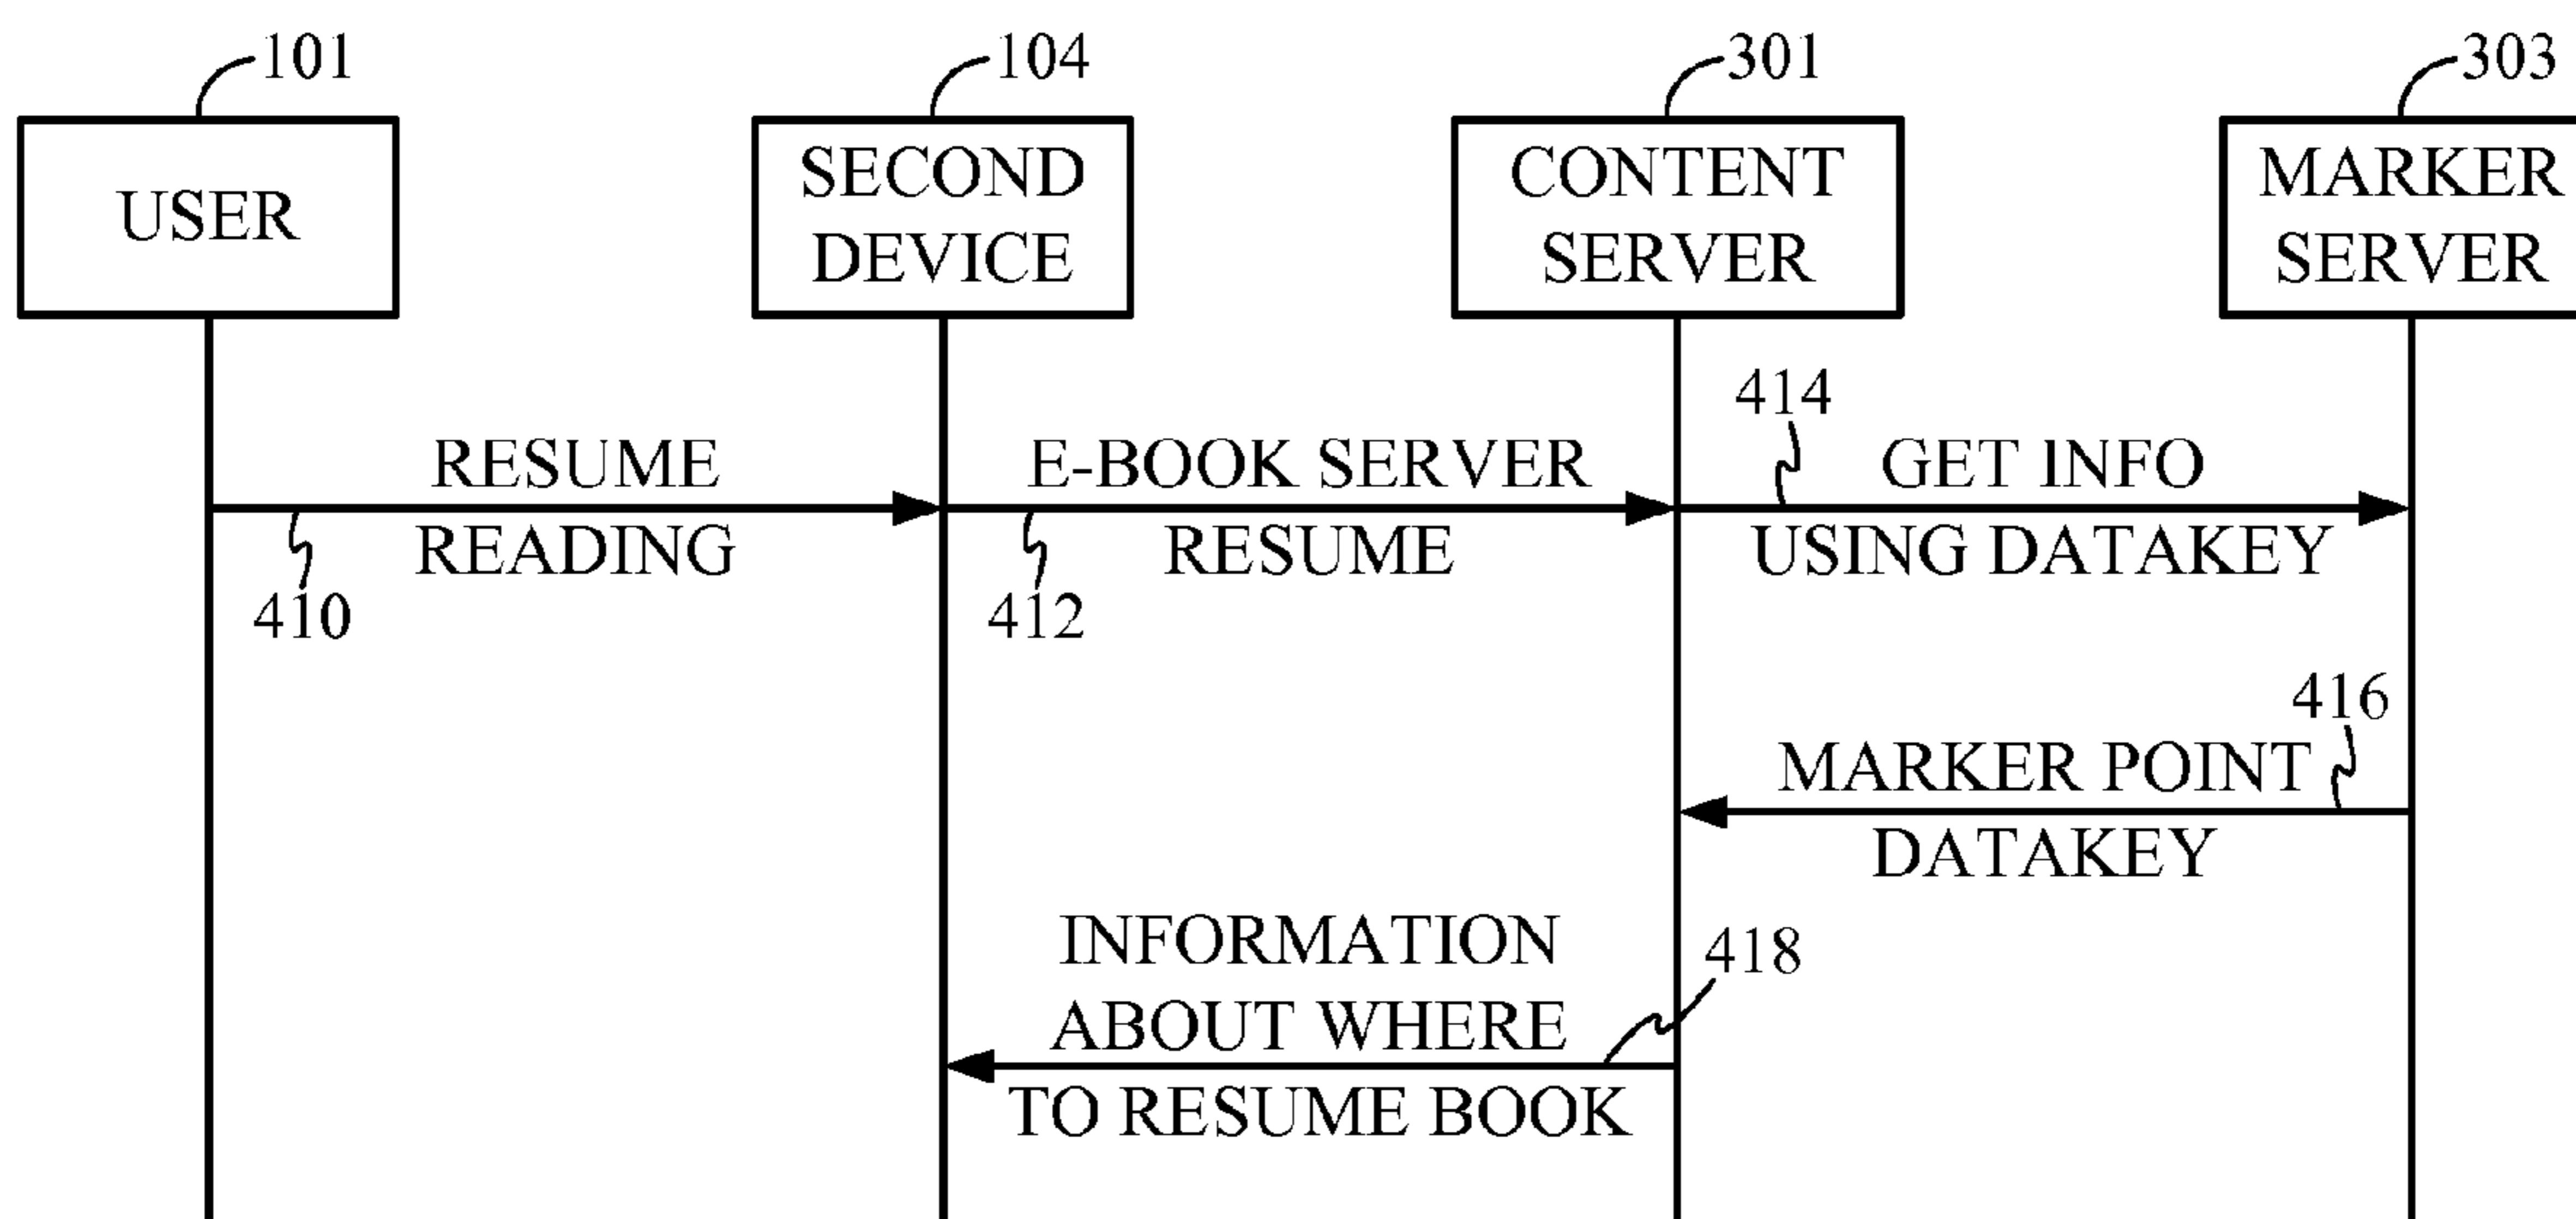 101
104
301
303
USER
SECOND
DEVICE
CONTENT
SERVER
MARKER
SERVER
RESUME
READING
410
E-BOOK SERVER
RESUME
412
414
GET INFO
USING DATAKEY
416
MARKER POINT
DATAKEY
INFORMATION
ABOUT WHERE
TO RESUME BOOK
418